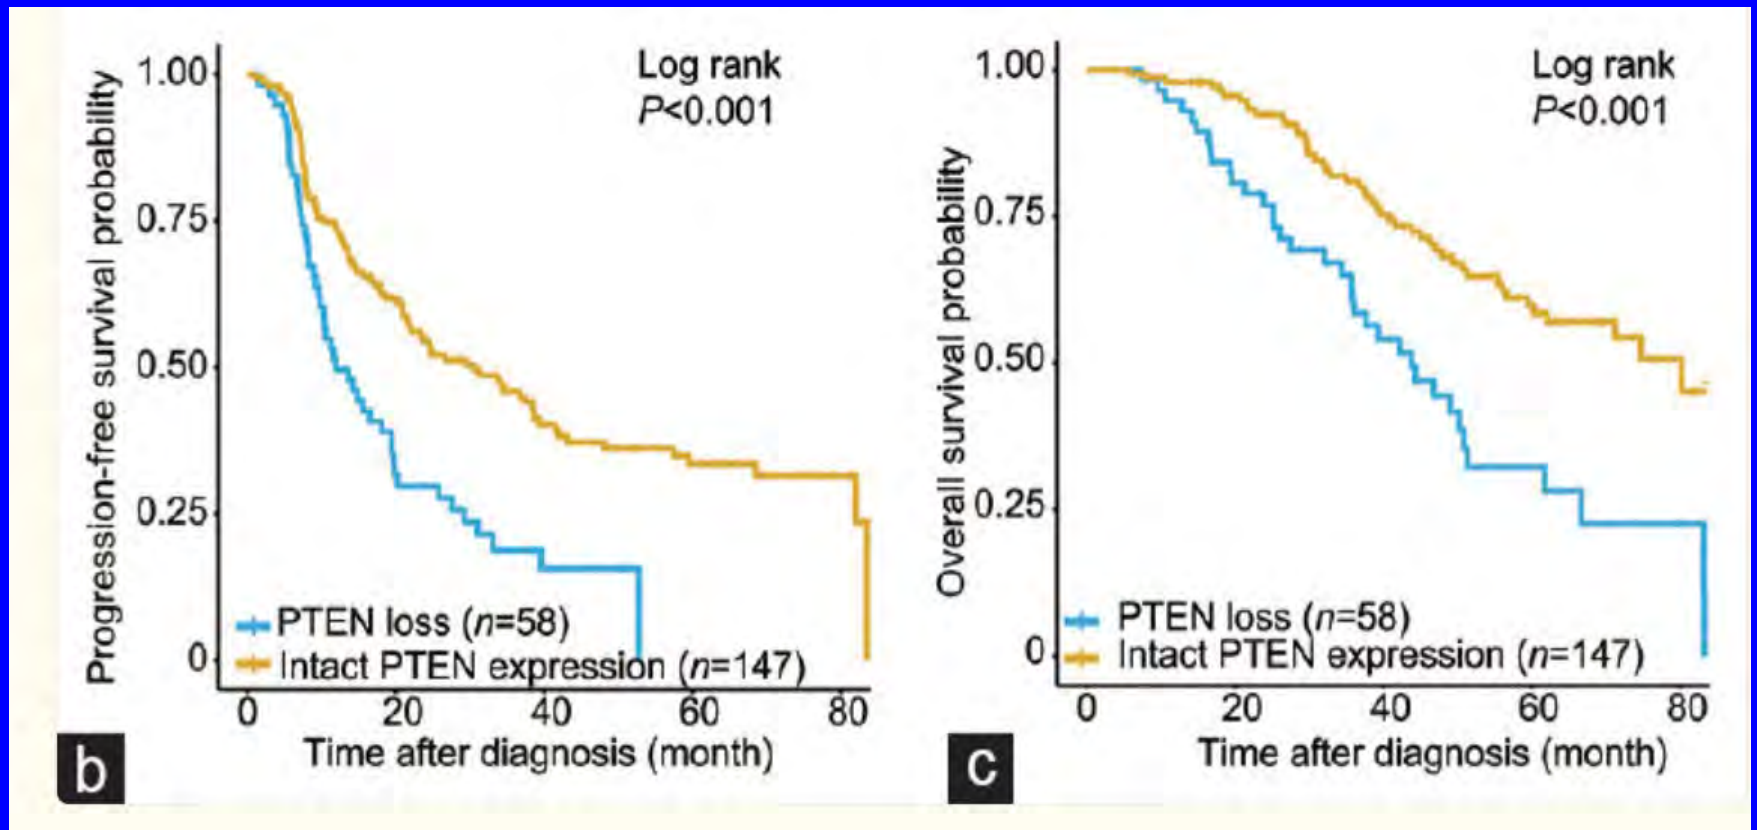 Progression-free survival probability
1.00
0.75
0.50
0.25
0
Log rank
P<0.001
PTEN loss (n=58)
Intact PTEN expression (n=147)
0 20 40 60 80
Time after diagnosis (month)
b
Overall survival probability
1.00
0.75
0.50
0.25
0
Log rank
P<0.001
PTEN loss (n=58)
Intact PTEN expression (n=147)
0 20 40 60 80
Time after diagnosis (month)
c